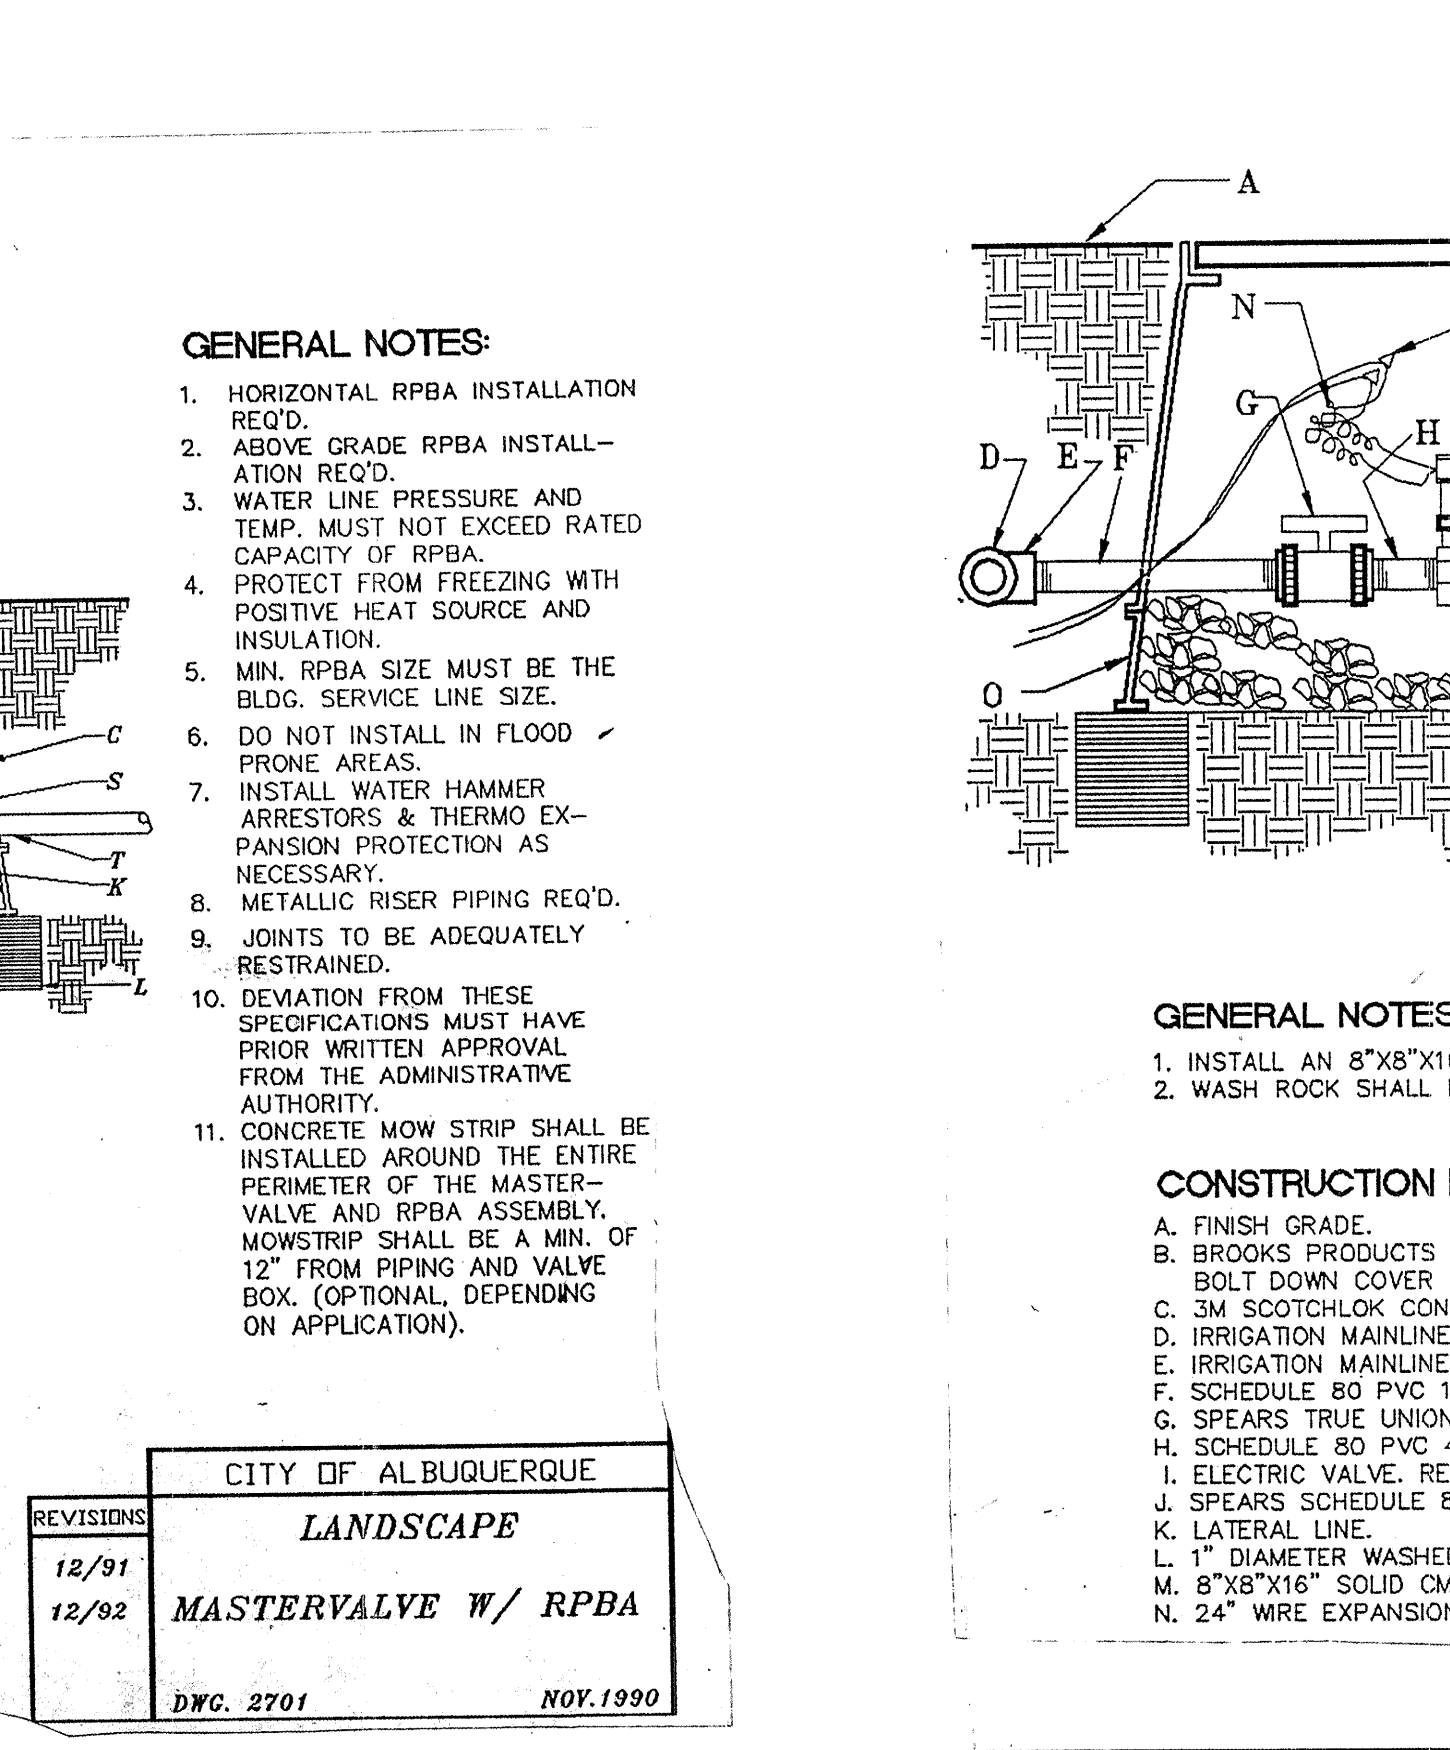 GENERAL NOTES:
1. HORIZONTAL RPBA INSTALLATION
REQ'D.
2. ABOVE GRADE RPBA INSTALL–
ATION REQ'D.
3. WATER LINE PRESSURE AND
TEMP. MUST NOT EXCEED RATED
CAPACITY OF RPBA.
4. PROTECT FROM FREEZING WITH
POSITIVE HEAT SOURCE AND
INSULATION.
5. MIN. RPBA SIZE MUST BE THE
BLDG. SERVICE LINE SIZE.
6. DO NOT INSTALL IN FLOOD
PRONE AREAS.
7. INSTALL WATER HAMMER
ARRESTORS & THERMO EX–
PANSION PROTECTION AS
NECESSARY.
8. METALLIC RISER PIPING REQ'D.
9. JOINTS TO BE ADEQUATELY
RESTRAINED.
10. DEVIATION FROM THESE
SPECIFICATIONS MUST HAVE
PRIOR WRITTEN APPROVAL
FROM THE ADMINISTRATIVE
AUTHORITY.
11. CONCRETE MOW STRIP SHALL BE
INSTALLED AROUND THE ENTIRE
PERIMETER OF THE MASTER–
VALVE AND RPBA ASSEMBLY.
MOWSTRIP SHALL BE A MIN. OF
12" FROM PIPING AND VALVE
BOX. (OPTIONAL, DEPENDING
ON APPLICATION).
C
S
T
K
L
CITY OF ALBUQUERQUE
REVISIONS
12/91
12/92
LANDSCAPE
MASTERVALVE W/ RPBA
DWG. 2701 NOV.1990
A
N
G
H
D E F
O
GENERAL NOTES
1. INSTALL AN 8"X8"X1
2. WASH ROCK SHALL
CONSTRUCTION
A. FINISH GRADE.
B. BROOKS PRODUCTS
BOLT DOWN COVER
C. 3M SCOTCHLOK CON
D. IRRIGATION MAINLINE
E. IRRIGATION MAINLINE
F. SCHEDULE 80 PVC 1
G. SPEARS TRUE UNION
H. SCHEDULE 80 PVC 4
I. ELECTRIC VALVE. RE
J. SPEARS SCHEDULE 8
K. LATERAL LINE.
L. 1" DIAMETER WASHE
M. 8"X8"X16" SOLID CM
N. 24" WIRE EXPANSION